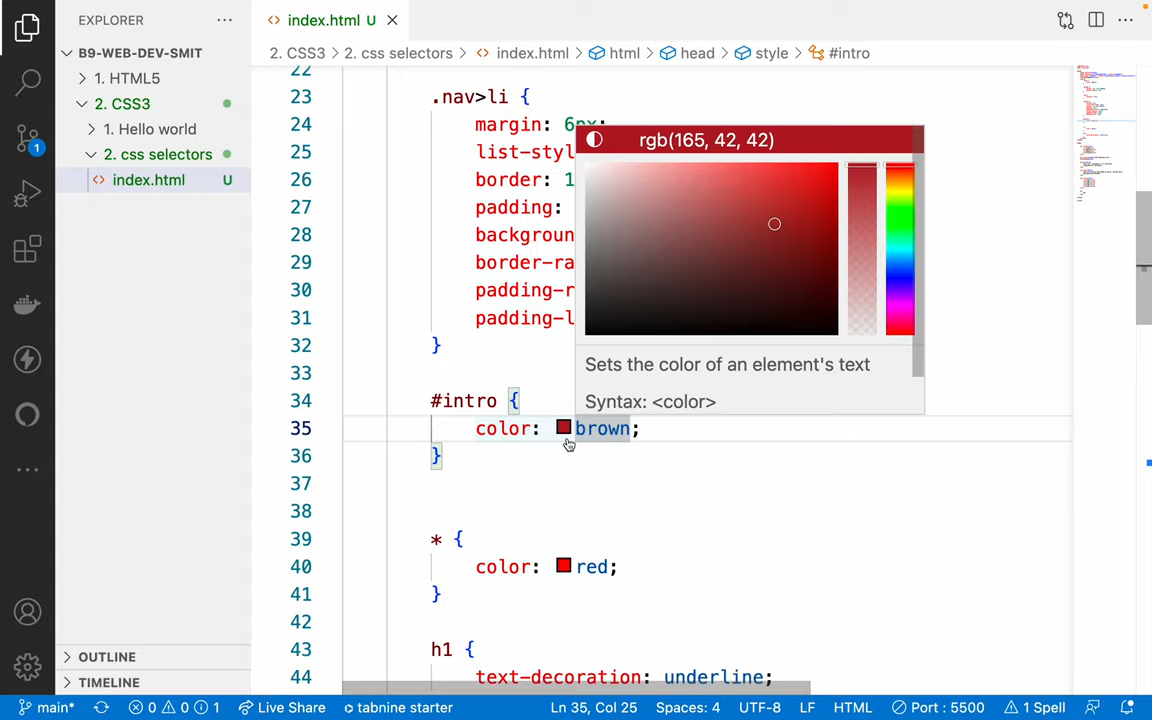 EXPLORER
index.html U
B9-WEB-DEV-SMIT
1. HTML5
2. CSS3
1. Hello world
2. css selectors
index.html U
OUTLINE
TIMELINE
2. CSS3 > 2. css selectors > index.html > html > head > style > #intro
22
23 .nav>li {
24 margin: 6px;
25 list-styl
26 border: 1
27 padding:
28 backgroun
29 border-ra
30 padding-r
31 padding-l
32 }
33
34 #intro {
35 color: brown;
36 }
37
38
39 * {
40 color: red;
41 }
42
43 h1 {
44 text-decoration: underline;
rgb(165, 42, 42)
Sets the color of an element's text
Syntax: <color>
1
main* 0 0 1 Live Share tabnine starter Ln 35, Col 25 Spaces: 4 UTF-8 LF HTML Port : 5500 1 Spell